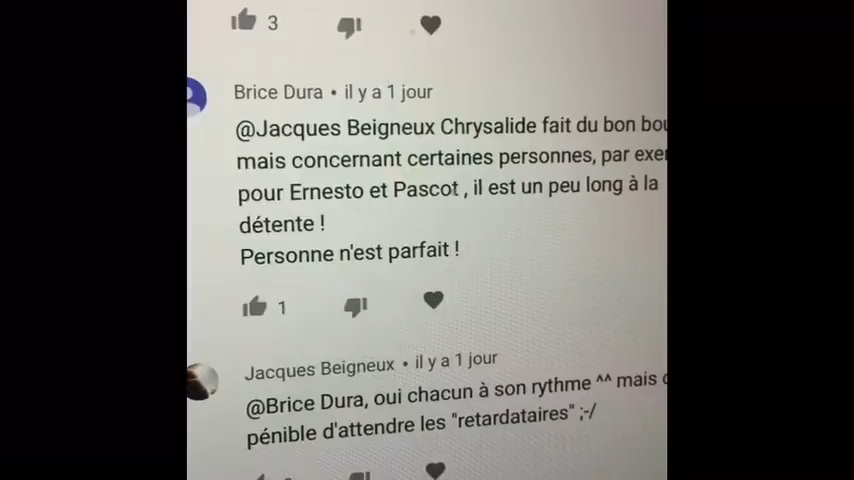 3
Brice Dura • il y a 1 jour
@Jacques Beigneux Chrysalide fait du bon
mais concernant certaines personnes, par
pour Ernesto et Pascot , il est un peu long à la
détente !
Personne n'est parfait !
1
Jacques Beigneux • il y a 1 jour
@Brice Dura, oui chacun à son rythme ^^ mais
pénible d'attendre les "retardataires" ;-/